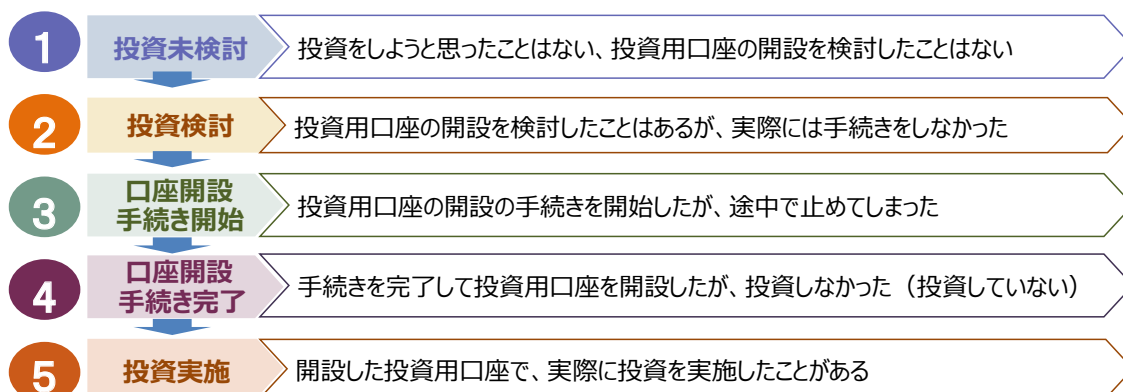 1 投資未検討 投資をしようと思ったことはない、投資用口座の開設を検討したことはない
2 投資検討 投資用口座の開設を検討したことはあるが、実際には手続きをしなかった
3 口座開設
手続き開始 投資用口座の開設の手続きを開始したが、途中で止めてしまった
4 口座開設
手続き完了 手続きを完了して投資用口座を開設したが、投資しなかった（投資していない）
5 投資実施 開設した投資用口座で、実際に投資を実施したことがある